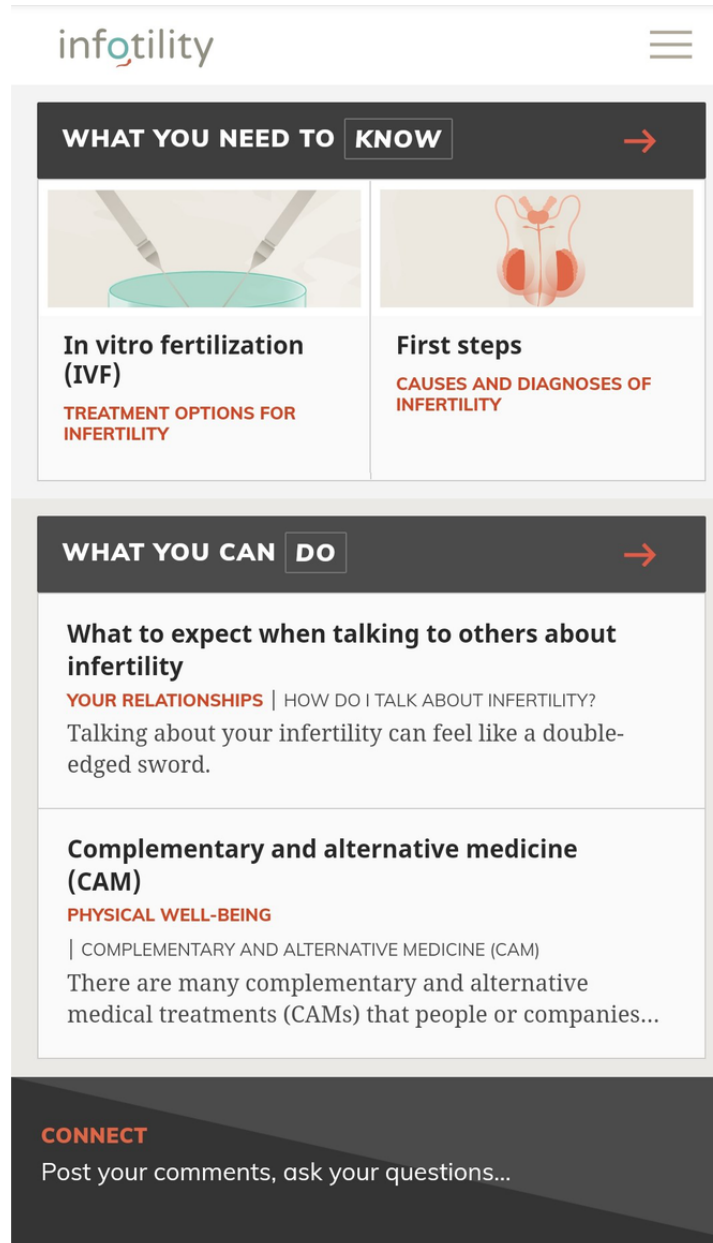 infotility
WHAT YOU NEED TO KNOW
In vitro fertilization
(IVF)
TREATMENT OPTIONS FOR
INFERTILITY
First steps
CAUSES AND DIAGNOSES OF
INFERTILITY
WHAT YOU CAN DO
What to expect when talking to others about
infertility
YOUR RELATIONSHIPS | HOW DO I TALK ABOUT INFERTILITY?
Talking about your infertility can feel like a double-
edged sword.
Complementary and alternative medicine
(CAM)
PHYSICAL WELL-BEING
| COMPLEMENTARY AND ALTERNATIVE MEDICINE (CAM)
There are many complementary and alternative
medical treatments (CAMs) that people or companies...
CONNECT
Post your comments, ask your questions...